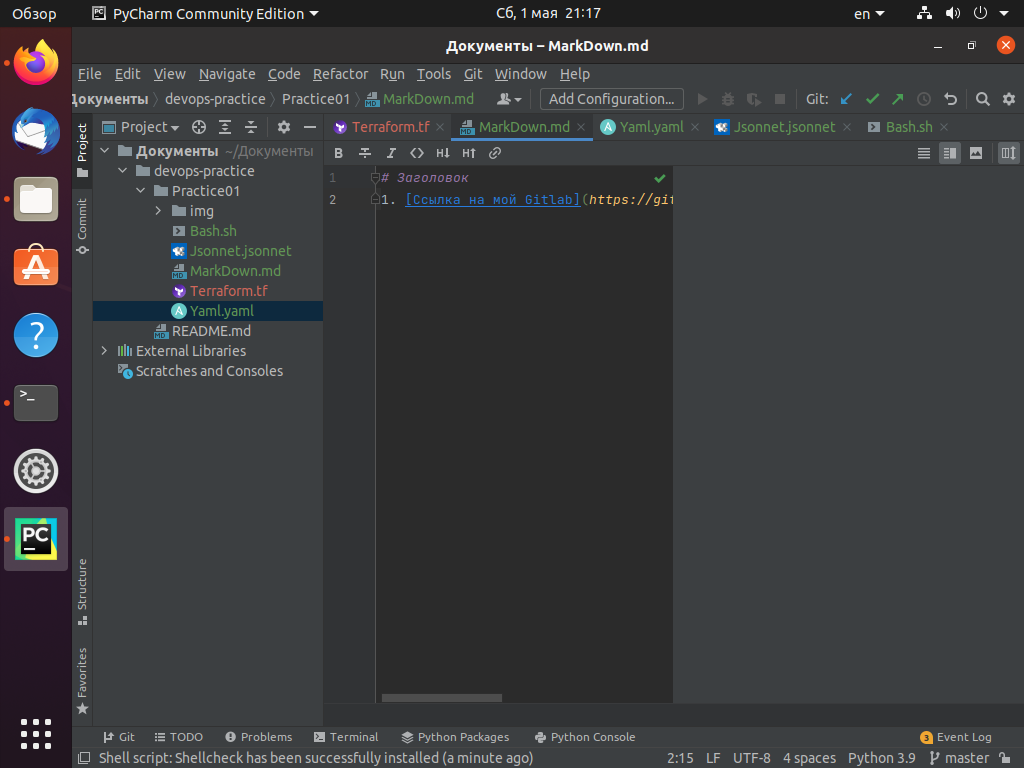 Обзор PyCharm Community Edition Сб, 1 мая 21:17 en
Документы – MarkDown.md
File Edit View Navigate Code Refactor Run Tools Git Window Help
Документы devops-practice Practice01 MarkDown.md Add Configuration... Git:
Project Terraform.tf MarkDown.md Yaml.yaml Jsonnet.jsonnet Bash.sh
Project
Commit
Structure
Favorites
Документы ~/Документы
devops-practice
Practice01
img
Bash.sh
Jsonnet.jsonnet
MarkDown.md
Terraform.tf
Yaml.yaml
README.md
External Libraries
Scratches and Consoles
B I H↓ H↑
1 # Заголовок
2 1. [Ссылка на мой Gitlab](https://git
Git TODO Problems Terminal Python Packages Python Console 3 Event Log
Shell script: Shellcheck has been successfully installed (a minute ago) 2:15 LF UTF-8 4 spaces Python 3.9 master